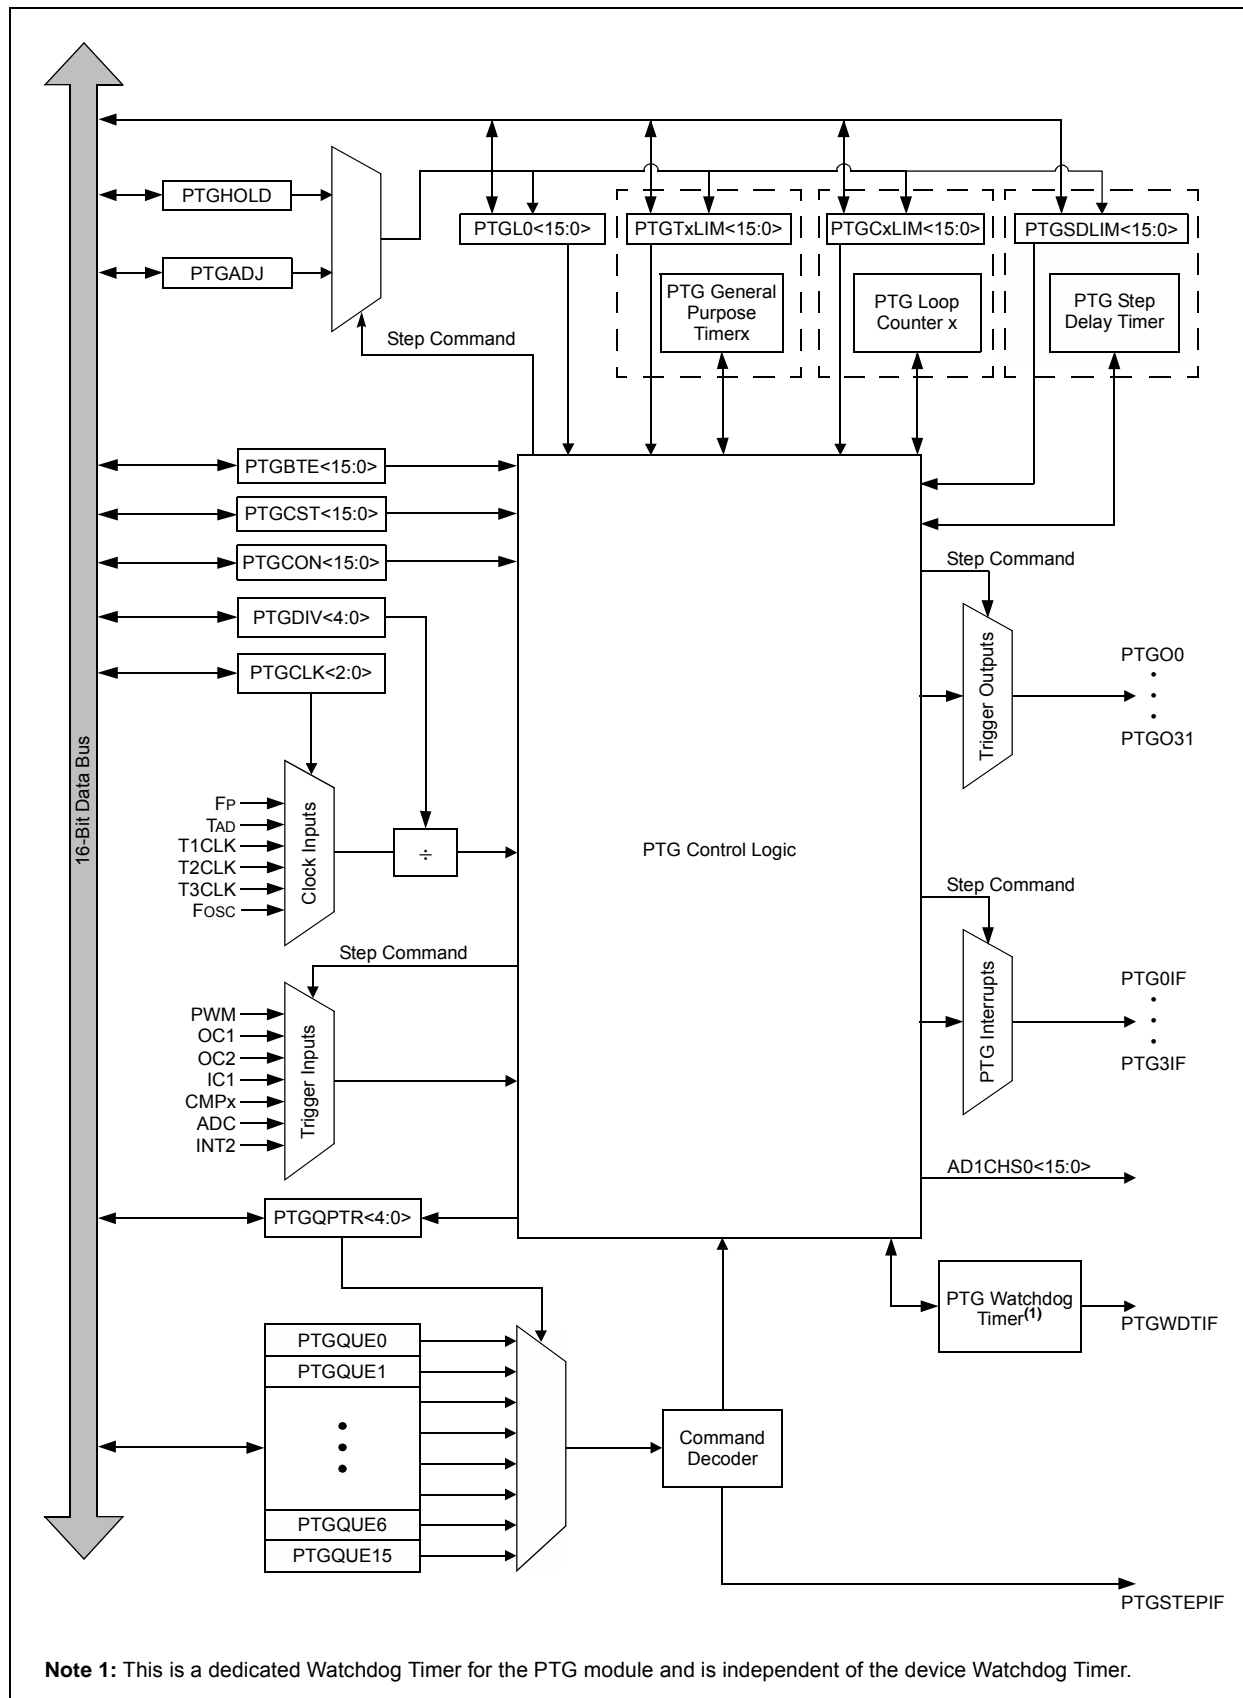 PTGHOLD
PTGADJ
PTGL0<15:0>
PTGTxLIM<15:0>
PTGCxLIM<15:0>
PTGSDLIM<15:0>
PTG General
Purpose
Timerx
PTG Loop
Counter x
PTG Step
Delay Timer
Step Command
PTGBTE<15:0>
PTGCST<15:0>
PTGCON<15:0>
PTGDIV<4:0>
PTGCLK<2:0>
16-Bit Data Bus
FP
TAD
T1CLK
T2CLK
T3CLK
FOSC
Clock Inputs
÷
PTG Control Logic
Step Command
Trigger Outputs
PTGO0
•
•
•
PTGO31
Step Command
PWM
OC1
OC2
IC1
CMPx
ADC
INT2
Trigger Inputs
Step Command
PTG Interrupts
PTG0IF
•
•
•
PTG3IF
AD1CHS0<15:0>
PTGQPTR<4:0>
PTG Watchdog
Timer(1)
PTGWDTIF
PTGQUE0
PTGQUE1
•
•
•
PTGQUE6
PTGQUE15
Command
Decoder
PTGSTEPIF
Note 1: This is a dedicated Watchdog Timer for the PTG module and is independent of the device Watchdog Timer.